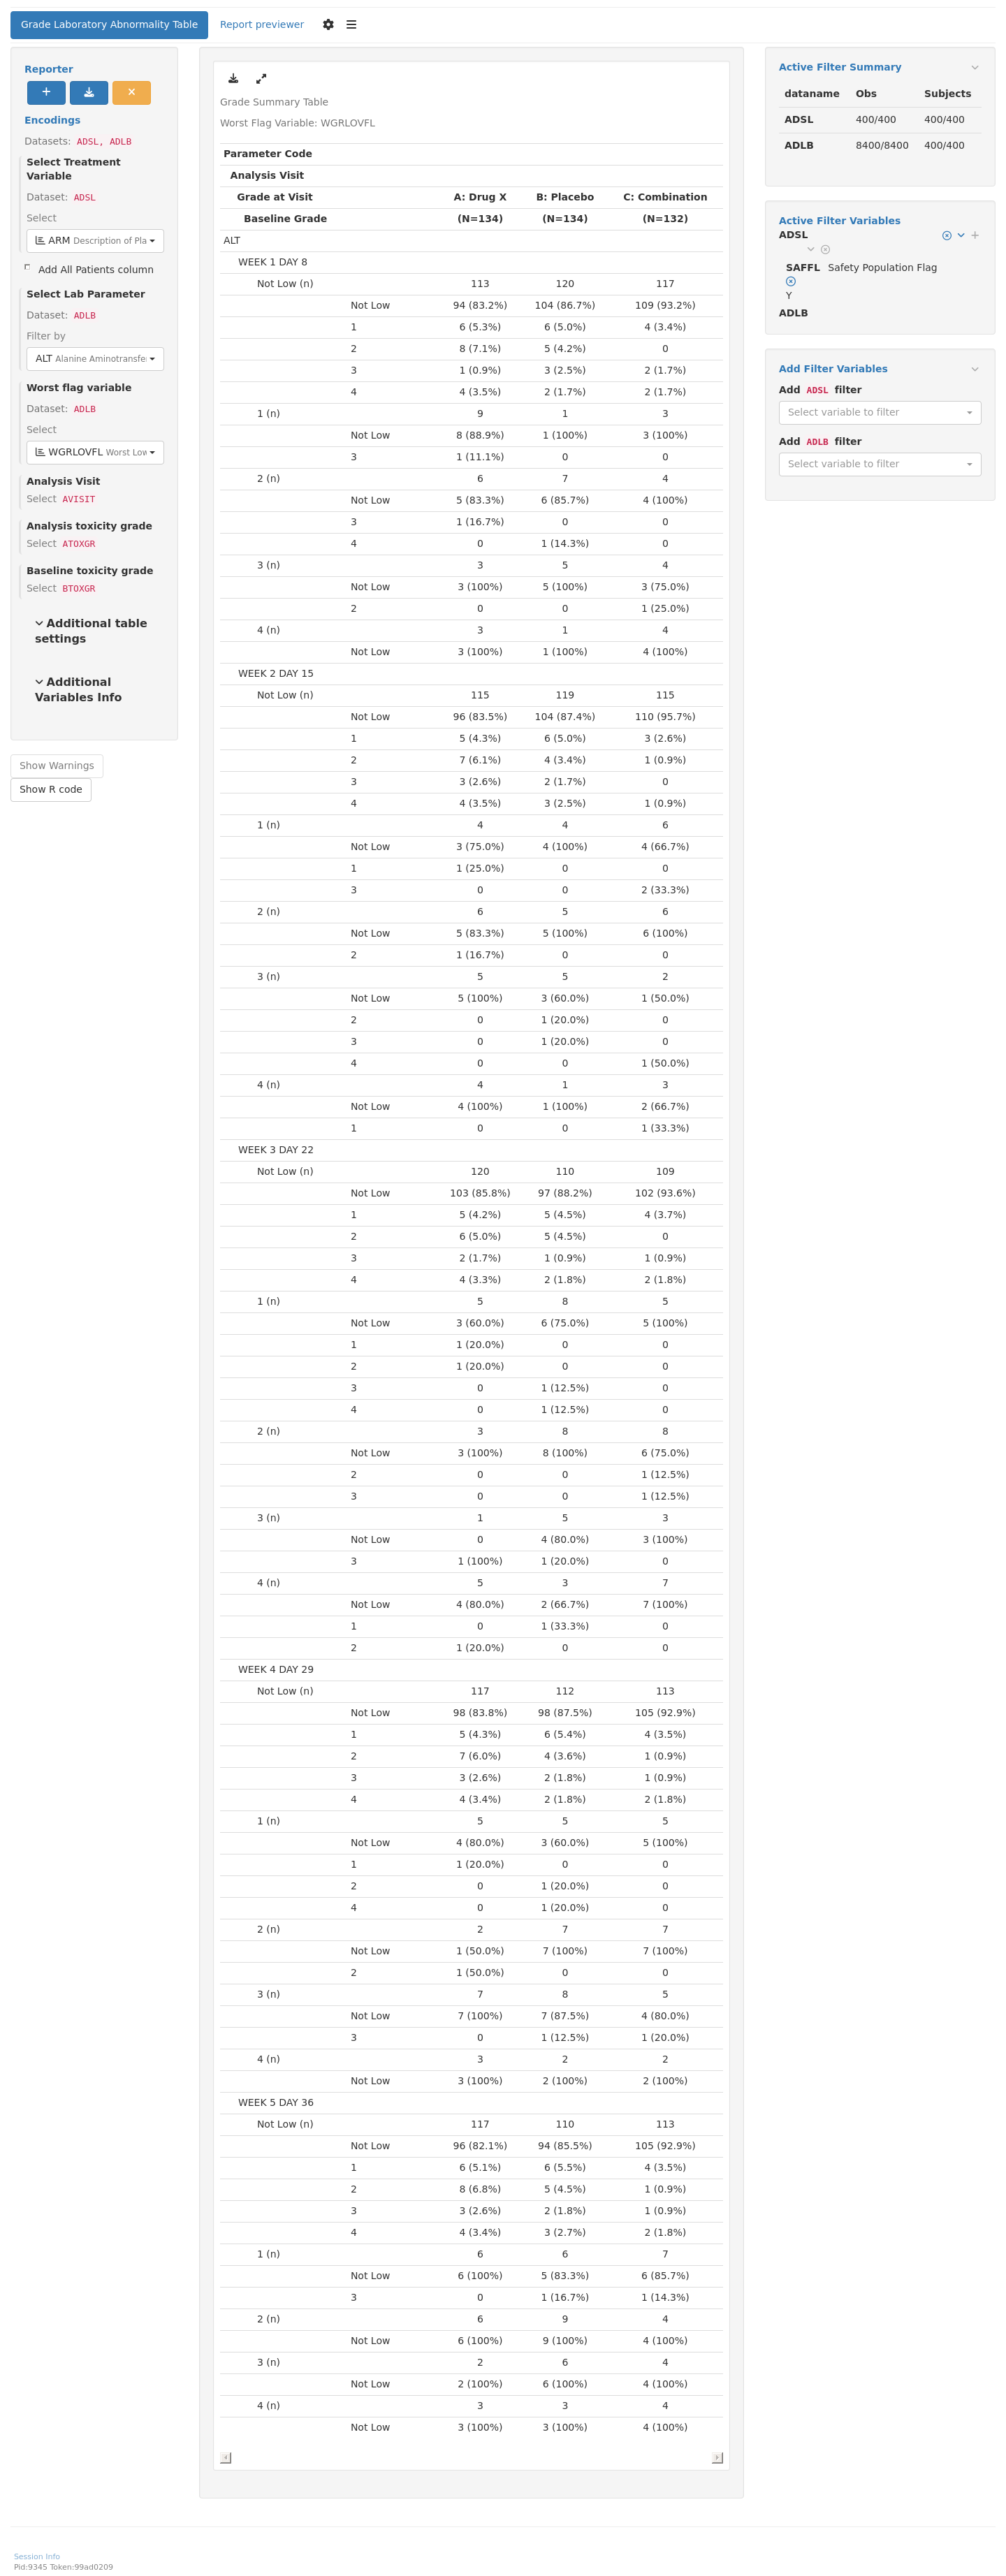 Grade Laboratory Abnormality Table Report previewer
Reporter
Encodings
Datasets: ADSL, ADLB
Select Treatment
Variable
Dataset: ADSL
Select
ARM Description of Pla
Add All Patients column
Select Lab Parameter
Dataset: ADLB
Filter by
ALT Alanine Aminotransfe
Worst flag variable
Dataset: ADLB
Select
WGRLOVFL Worst Low
Analysis Visit
Select AVISIT
Analysis toxicity grade
Select ATOXGR
Baseline toxicity grade
Select BTOXGR
Additional table
settings
Additional
Variables Info
Show Warnings
Show R code
Grade Summary Table
Worst Flag Variable: WGRLOVFL
Parameter Code
Analysis Visit
Grade at Visit A: Drug X B: Placebo C: Combination
Baseline Grade (N=134) (N=134) (N=132)
ALT
WEEK 1 DAY 8
Not Low (n) 113 120 117
Not Low 94 (83.2%) 104 (86.7%) 109 (93.2%)
1 6 (5.3%) 6 (5.0%) 4 (3.4%)
2 8 (7.1%) 5 (4.2%) 0
3 1 (0.9%) 3 (2.5%) 2 (1.7%)
4 4 (3.5%) 2 (1.7%) 2 (1.7%)
1 (n) 9 1 3
Not Low 8 (88.9%) 1 (100%) 3 (100%)
3 1 (11.1%) 0 0
2 (n) 6 7 4
Not Low 5 (83.3%) 6 (85.7%) 4 (100%)
3 1 (16.7%) 0 0
4 0 1 (14.3%) 0
3 (n) 3 5 4
Not Low 3 (100%) 5 (100%) 3 (75.0%)
2 0 0 1 (25.0%)
4 (n) 3 1 4
Not Low 3 (100%) 1 (100%) 4 (100%)
WEEK 2 DAY 15
Not Low (n) 115 119 115
Not Low 96 (83.5%) 104 (87.4%) 110 (95.7%)
1 5 (4.3%) 6 (5.0%) 3 (2.6%)
2 7 (6.1%) 4 (3.4%) 1 (0.9%)
3 3 (2.6%) 2 (1.7%) 0
4 4 (3.5%) 3 (2.5%) 1 (0.9%)
1 (n) 4 4 6
Not Low 3 (75.0%) 4 (100%) 4 (66.7%)
1 1 (25.0%) 0 0
3 0 0 2 (33.3%)
2 (n) 6 5 6
Not Low 5 (83.3%) 5 (100%) 6 (100%)
2 1 (16.7%) 0 0
3 (n) 5 5 2
Not Low 5 (100%) 3 (60.0%) 1 (50.0%)
2 0 1 (20.0%) 0
3 0 1 (20.0%) 0
4 0 0 1 (50.0%)
4 (n) 4 1 3
Not Low 4 (100%) 1 (100%) 2 (66.7%)
1 0 0 1 (33.3%)
WEEK 3 DAY 22
Not Low (n) 120 110 109
Not Low 103 (85.8%) 97 (88.2%) 102 (93.6%)
1 5 (4.2%) 5 (4.5%) 4 (3.7%)
2 6 (5.0%) 5 (4.5%) 0
3 2 (1.7%) 1 (0.9%) 1 (0.9%)
4 4 (3.3%) 2 (1.8%) 2 (1.8%)
1 (n) 5 8 5
Not Low 3 (60.0%) 6 (75.0%) 5 (100%)
1 1 (20.0%) 0 0
2 1 (20.0%) 0 0
3 0 1 (12.5%) 0
4 0 1 (12.5%) 0
2 (n) 3 8 8
Not Low 3 (100%) 8 (100%) 6 (75.0%)
2 0 0 1 (12.5%)
3 0 0 1 (12.5%)
3 (n) 1 5 3
Not Low 0 4 (80.0%) 3 (100%)
3 1 (100%) 1 (20.0%) 0
4 (n) 5 3 7
Not Low 4 (80.0%) 2 (66.7%) 7 (100%)
1 0 1 (33.3%) 0
2 1 (20.0%) 0 0
WEEK 4 DAY 29
Not Low (n) 117 112 113
Not Low 98 (83.8%) 98 (87.5%) 105 (92.9%)
1 5 (4.3%) 6 (5.4%) 4 (3.5%)
2 7 (6.0%) 4 (3.6%) 1 (0.9%)
3 3 (2.6%) 2 (1.8%) 1 (0.9%)
4 4 (3.4%) 2 (1.8%) 2 (1.8%)
1 (n) 5 5 5
Not Low 4 (80.0%) 3 (60.0%) 5 (100%)
1 1 (20.0%) 0 0
2 0 1 (20.0%) 0
4 0 1 (20.0%) 0
2 (n) 2 7 7
Not Low 1 (50.0%) 7 (100%) 7 (100%)
2 1 (50.0%) 0 0
3 (n) 7 8 5
Not Low 7 (100%) 7 (87.5%) 4 (80.0%)
3 0 1 (12.5%) 1 (20.0%)
4 (n) 3 2 2
Not Low 3 (100%) 2 (100%) 2 (100%)
WEEK 5 DAY 36
Not Low (n) 117 110 113
Not Low 96 (82.1%) 94 (85.5%) 105 (92.9%)
1 6 (5.1%) 6 (5.5%) 4 (3.5%)
2 8 (6.8%) 5 (4.5%) 1 (0.9%)
3 3 (2.6%) 2 (1.8%) 1 (0.9%)
4 4 (3.4%) 3 (2.7%) 2 (1.8%)
1 (n) 6 6 7
Not Low 6 (100%) 5 (83.3%) 6 (85.7%)
3 0 1 (16.7%) 1 (14.3%)
2 (n) 6 9 4
Not Low 6 (100%) 9 (100%) 4 (100%)
3 (n) 2 6 4
Not Low 2 (100%) 6 (100%) 4 (100%)
4 (n) 3 3 4
Not Low 3 (100%) 3 (100%) 4 (100%)
Active Filter Summary
dataname Obs Subjects
ADSL 400/400 400/400
ADLB 8400/8400 400/400
Active Filter Variables
ADSL
SAFFL Safety Population Flag
Y
ADLB
Add Filter Variables
Add ADSL filter
Select variable to filter
Add ADLB filter
Select variable to filter
Session Info
Pid:9345 Token:99ad0209